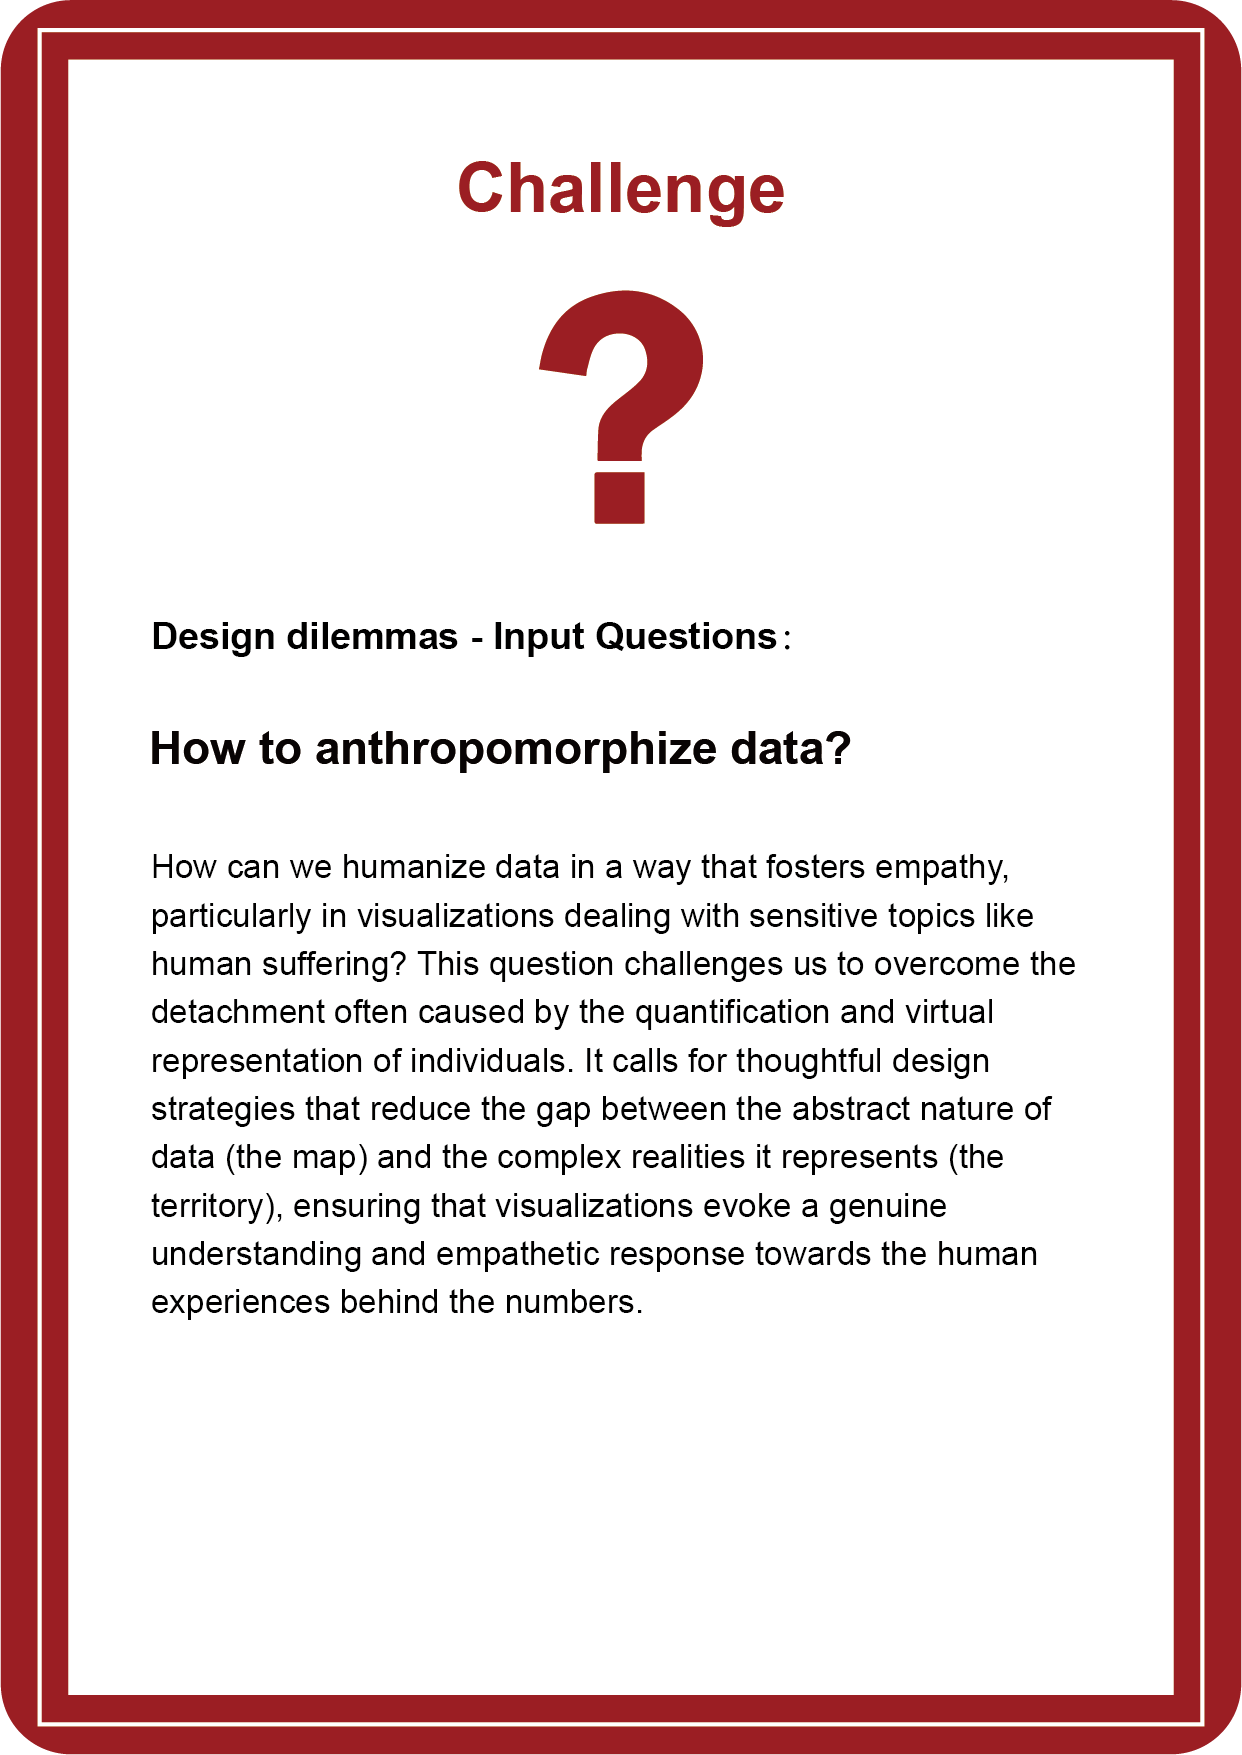 Challenge
?
Design dilemmas - Input Questions：
How to anthropomorphize data?
How can we humanize data in a way that fosters empathy,
particularly in visualizations dealing with sensitive topics like
human suffering? This question challenges us to overcome the
detachment often caused by the quantification and virtual
representation of individuals. It calls for thoughtful design
strategies that reduce the gap between the abstract nature of
data (the map) and the complex realities it represents (the
territory), ensuring that visualizations evoke a genuine
understanding and empathetic response towards the human
experiences behind the numbers.